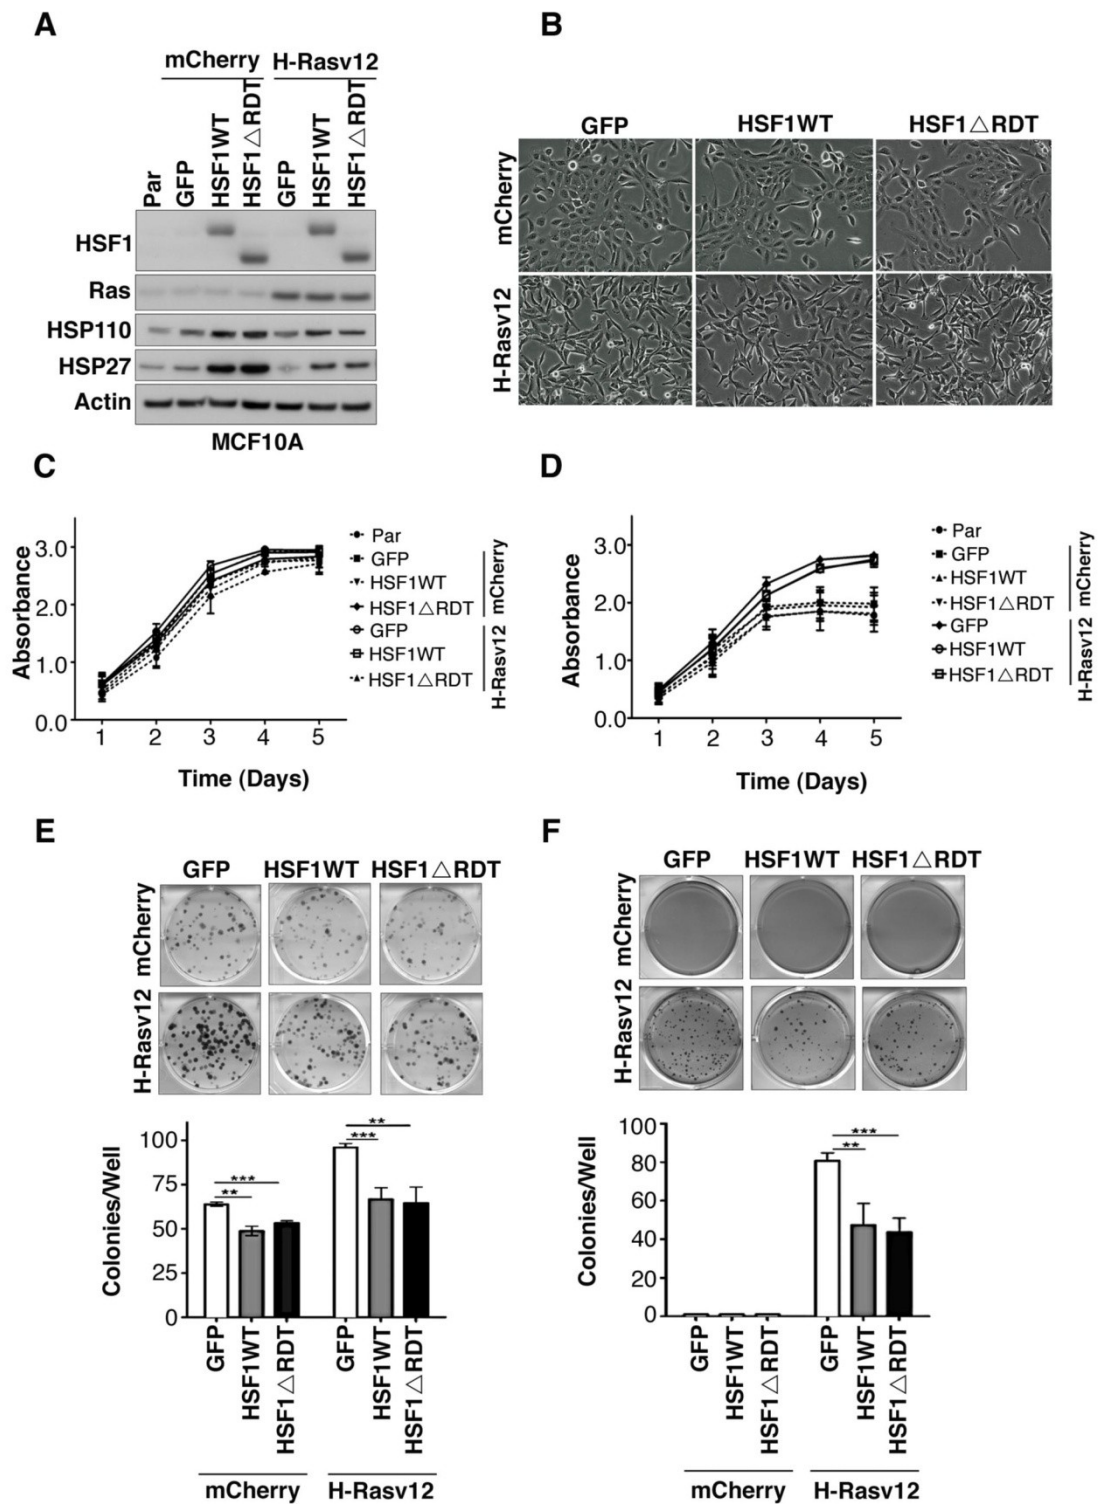 A
mCherry H-Rasv12
Par GFP HSF1WT HSF1△RDT GFP HSF1WT HSF1△RDT
HSF1
Ras
HSP110
HSP27
Actin
MCF10A
B
GFP HSF1WT HSF1△RDT
mCherry
H-Rasv12
C
Absorbance
3.0
2.0
1.0
0.0
1 2 3 4 5
Time (Days)
Par
GFP
HSF1WT
HSF1△RDT
GFP
HSF1WT
HSF1△RDT
mCherry
H-Rasv12
D
Absorbance
3.0
2.0
1.0
0.0
1 2 3 4 5
Time (Days)
Par
GFP
HSF1WT
HSF1△RDT
GFP
HSF1WT
HSF1△RDT
mCherry
H-Rasv12
E
GFP HSF1WT HSF1△RDT
mCherry
H-Rasv12
Colonies/Well
100
75
50
25
0
***
**
**
***
GFP HSF1WT HSF1△RDT GFP HSF1WT HSF1△RDT
mCherry H-Rasv12
F
GFP HSF1WT HSF1△RDT
mCherry
H-Rasv12
Colonies/Well
100
80
60
40
20
0
***
**
GFP HSF1WT HSF1△RDT GFP HSF1WT HSF1△RDT
mCherry H-Rasv12